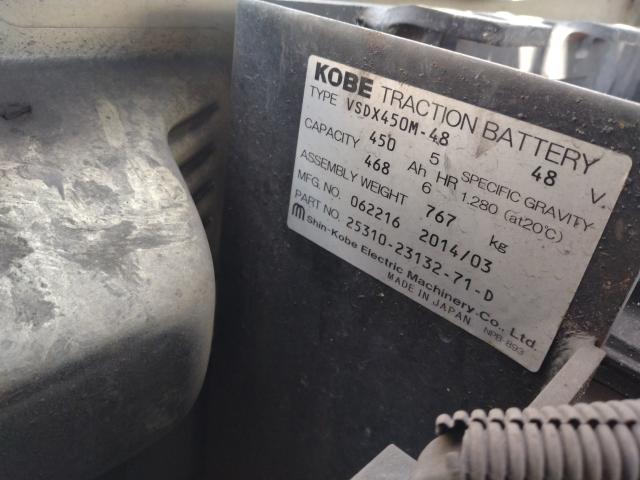 KOBE TRACTION BATTERY
TYPE VSDX450M-48 48 V
CAPACITY 450 Ah 5 HR SPECIFIC GRAVITY
468 6 1.280 (at20℃)
ASSEMBLY WEIGHT 767 kg
MFG. NO. 062216 2014/03
PART NO. 25310-23132-71-D
Shin-Kobe Electric Machinery Co., Ltd.
MADE IN JAPAN NPB-893